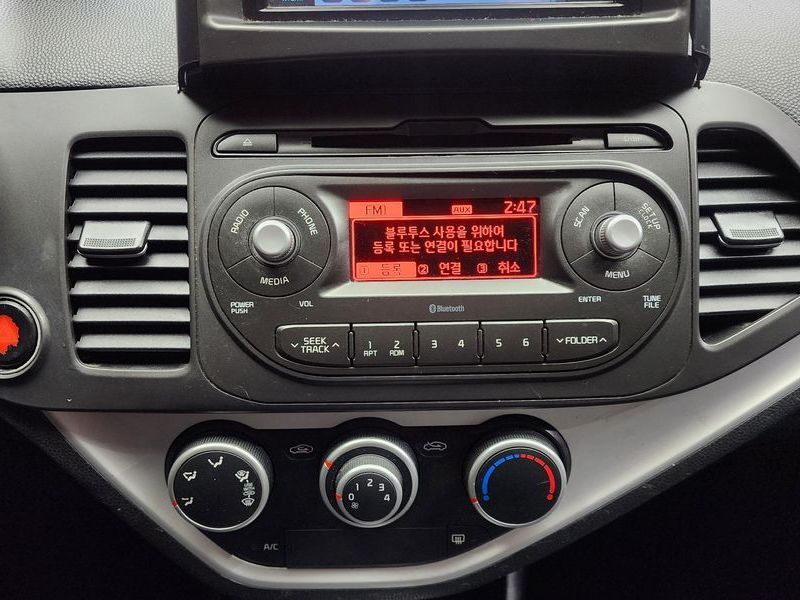 FM1 AUX 2:47
블루투스 사용을 위하여
등록 또는 연결이 필요합니다
1 등록 2 연결 3 취소
RADIO
PHONE
MEDIA
SCAN
SETUP
CLOCK
MENU
POWER
PUSH
VOL
Bluetooth
ENTER
TUNE
FILE
SEEK
TRACK
1
RPT
2
RDM
3 4
5 6
FOLDER
0 1 2 3 4
A/C